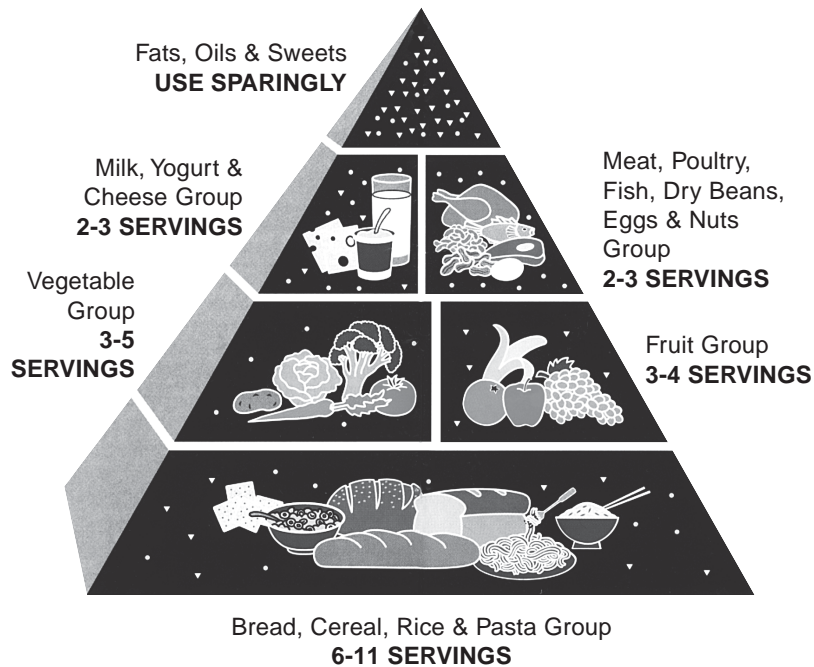 Fats, Oils & Sweets
USE SPARINGLY
Milk, Yogurt &
Cheese Group
2-3 SERVINGS
Meat, Poultry,
Fish, Dry Beans,
Eggs & Nuts
Group
2-3 SERVINGS
Vegetable
Group
3-5
SERVINGS
Fruit Group
3-4 SERVINGS
Bread, Cereal, Rice & Pasta Group
6-11 SERVINGS